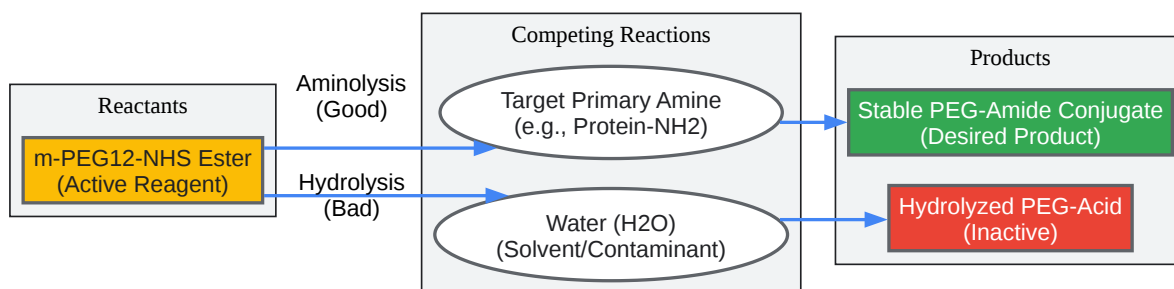 Reactants
m-PEG12-NHS Ester
(Active Reagent)
Aminolysis
(Good)
Hydrolysis
(Bad)
Competing Reactions
Target Primary Amine
(e.g., Protein-NH2)
Water (H2O)
(Solvent/Contaminant)
Products
Stable PEG-Amide Conjugate
(Desired Product)
Hydrolyzed PEG-Acid
(Inactive)